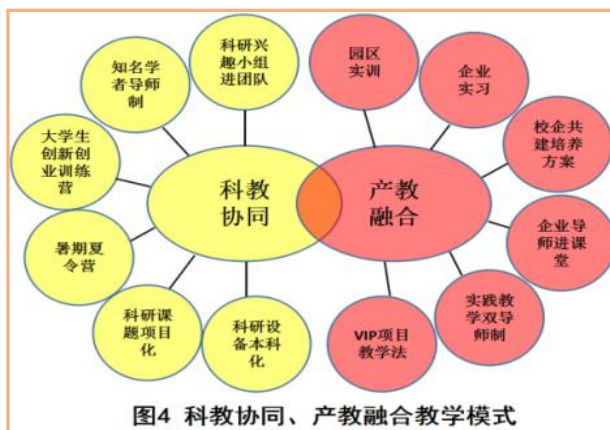 科研兴
趣小组
进团队
知名学
者导师
制
大学生
创新创
业训练
营
暑期夏
令营
科研课
题项目
化
科研设
备本科
化
科教
协同
产教
融合
园区
实训
企业
实习
校企共
建培养
方案
企业导
师进课
堂
实践教
学双导
师制
VIP项目
教学法
图4 科教协同、产教融合教学模式